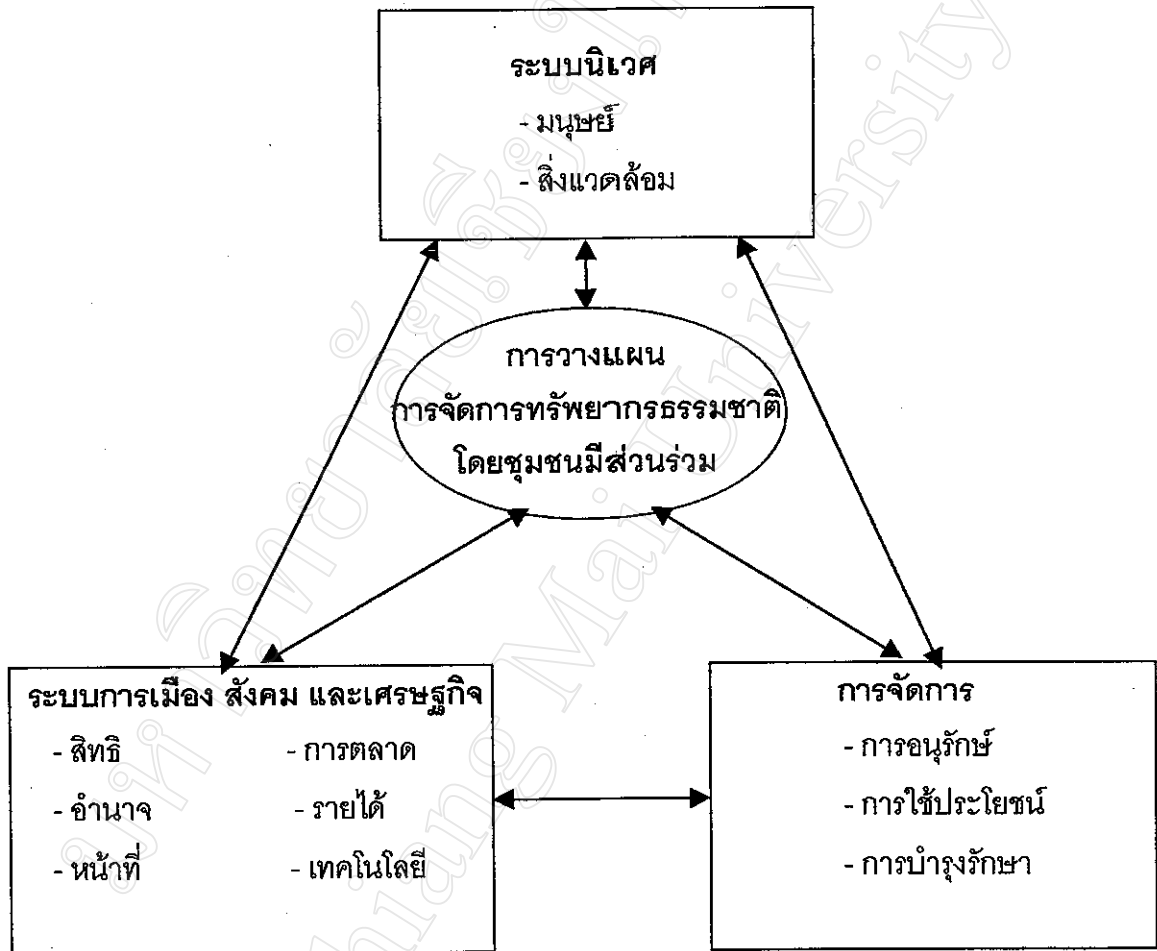 ระบบนิเวศ
- มนุษย์
- สิ่งแวดล้อม
การวางแผน
การจัดการทรัพยากรธรรมชาติ
โดยชุมชนมีส่วนร่วม
ระบบการเมือง สังคม และเศรษฐกิจ
- สิทธิ - การตลาด
- อำนาจ - รายได้
- หน้าที่ - เทคโนโลยี
การจัดการ
- การอนุรักษ์
- การใช้ประโยชน์
- การบำรุงรักษา
Chiang Mai University